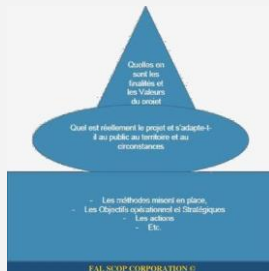 Quelles en
sont les
finalités et
les Valeurs
du projet
Quel est réellement le projet et s'adapte-t-
il au public au territoire et au
circonstances
- Les méthodes misent en place,
- Les Objectifs opérationnel et Stratégiques
- Les actions
- Etc.
FAL SCOP CORPORATION ©